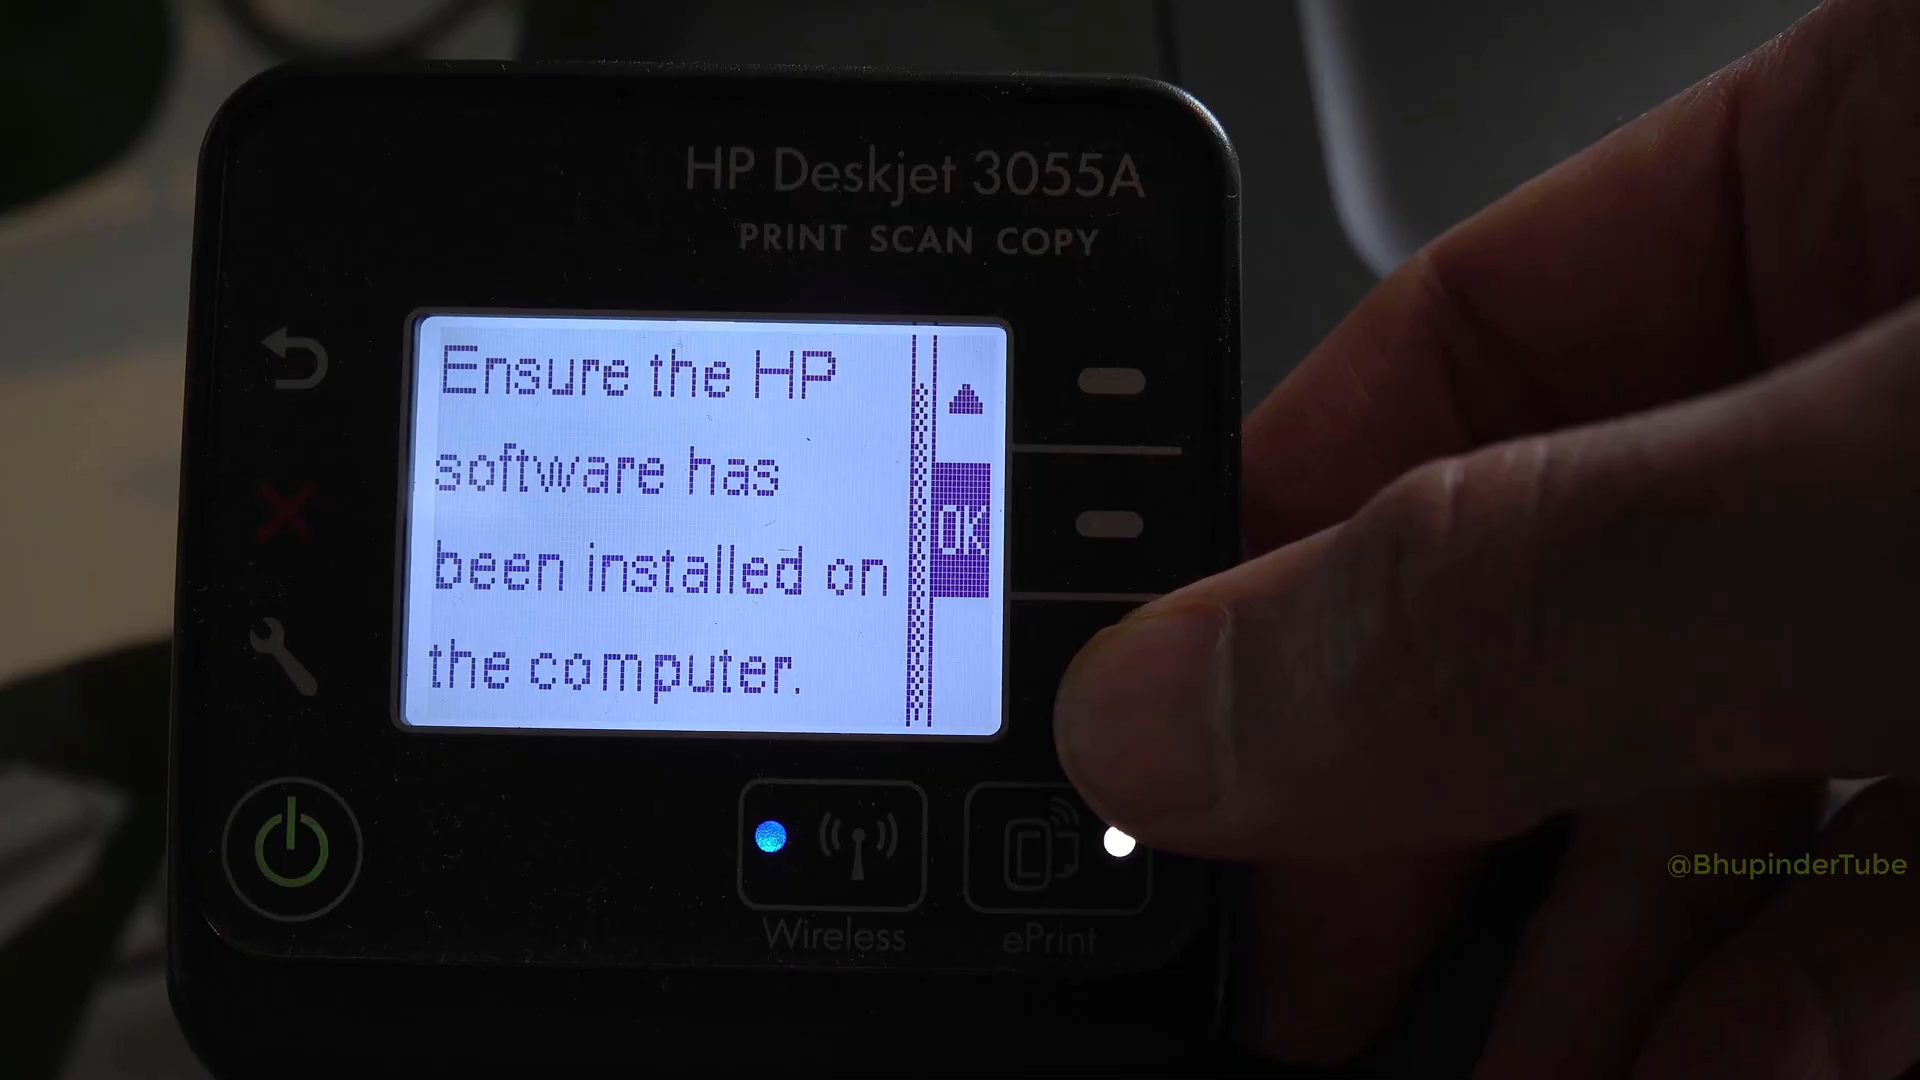 HP Deskjet 3055A
PRINT SCAN COPY
Ensure the HP
software has
been installed on
the computer.
OK
Wireless
ePrint
@BhupinderTube